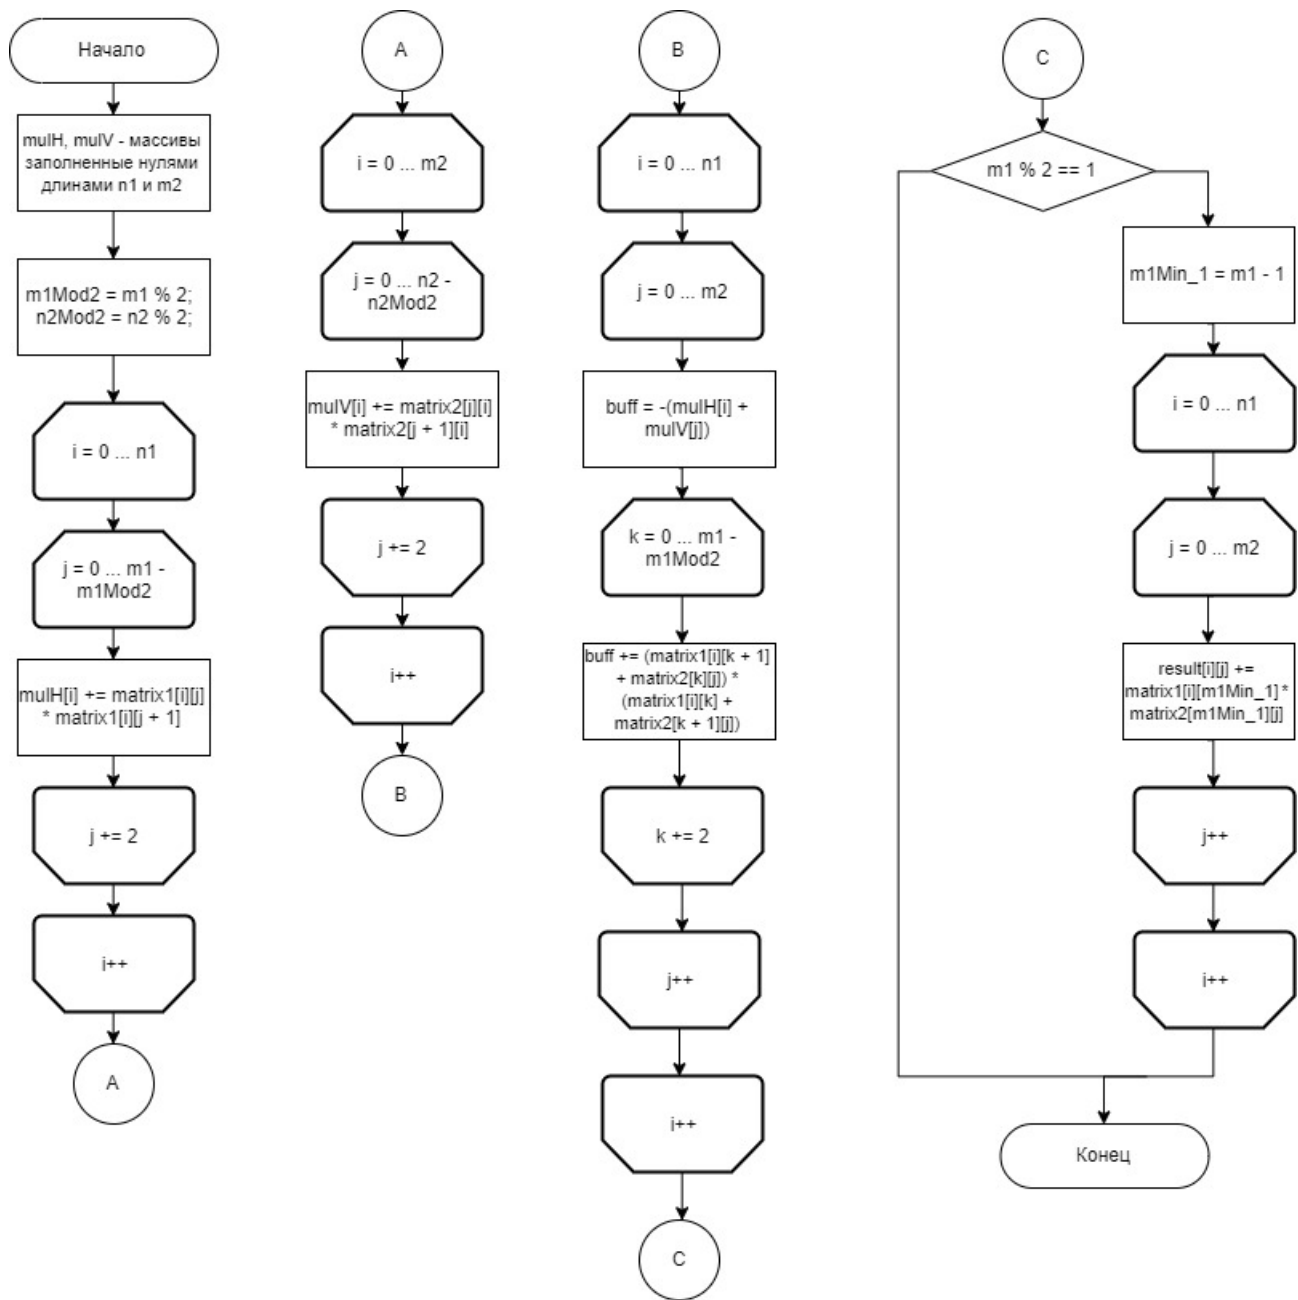 Начало
mulH, mulV - массивы
заполненные нулями
длинами n1 и m2
m1Mod2 = m1 % 2;
n2Mod2 = n2 % 2;
i = 0 ... n1
j = 0 ... m1 -
m1Mod2
mulH[i] += matrix1[i][j]
* matrix1[i][j + 1]
j += 2
i++
A
A
i = 0 ... m2
j = 0 ... n2 -
n2Mod2
mulV[i] += matrix2[j][i]
* matrix2[j + 1][i]
j += 2
i++
B
B
i = 0 ... n1
j = 0 ... m2
buff = -(mulH[i] +
mulV[j])
k = 0 ... m1 -
m1Mod2
buff += (matrix1[i][k + 1]
+ matrix2[k][j]) *
(matrix1[i][k] +
matrix2[k + 1][j])
k += 2
j++
i++
C
C
m1 % 2 == 1
m1Min_1 = m1 - 1
i = 0 ... n1
j = 0 ... m2
result[i][j] +=
matrix1[i][m1Min_1] *
matrix2[m1Min_1][j]
j++
i++
Конец